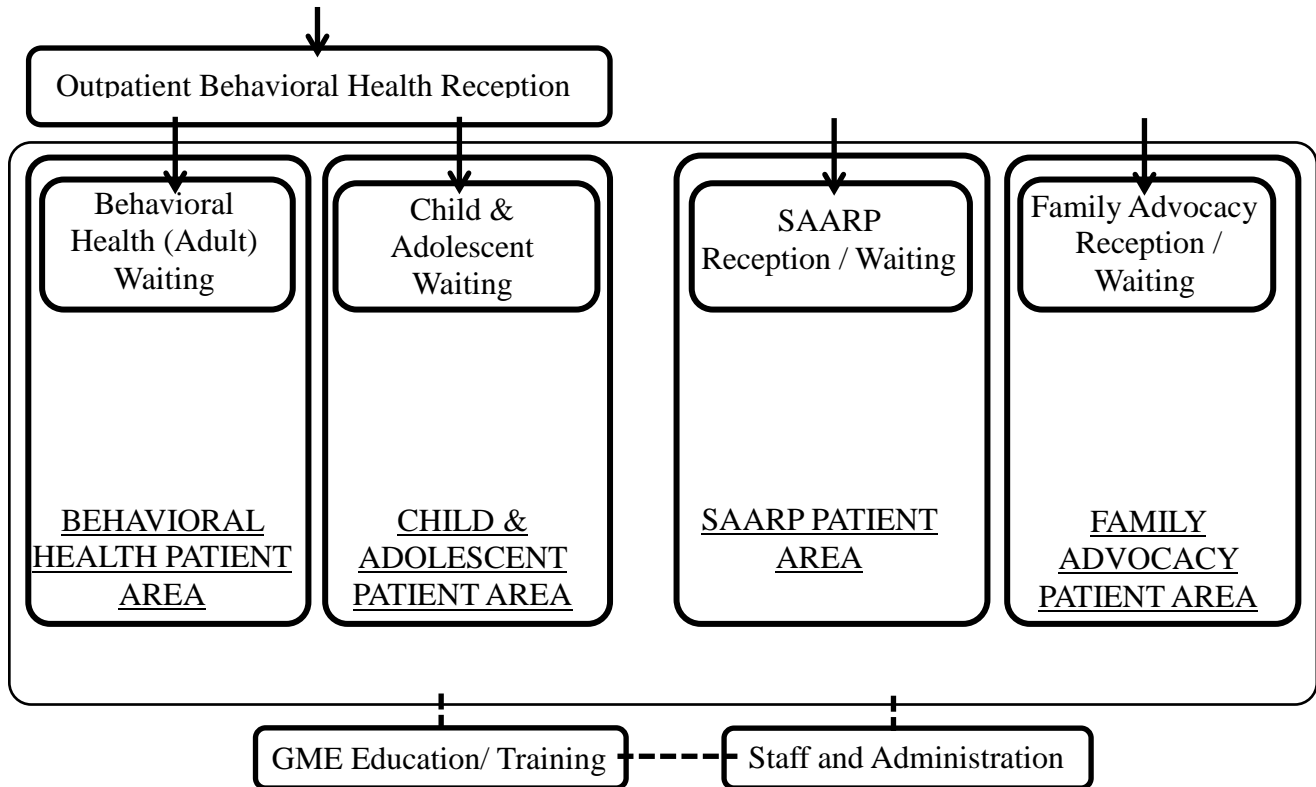 Outpatient Behavioral Health Reception
Behavioral
Health (Adult)
Waiting
Child &
Adolescent
Waiting
SAARP
Reception / Waiting
Family Advocacy
Reception /
Waiting
BEHAVIORAL
HEALTH PATIENT
AREA
CHILD &
ADOLESCENT
PATIENT AREA
SAARP PATIENT
AREA
FAMILY
ADVOCACY
PATIENT AREA
GME Education/ Training
Staff and Administration